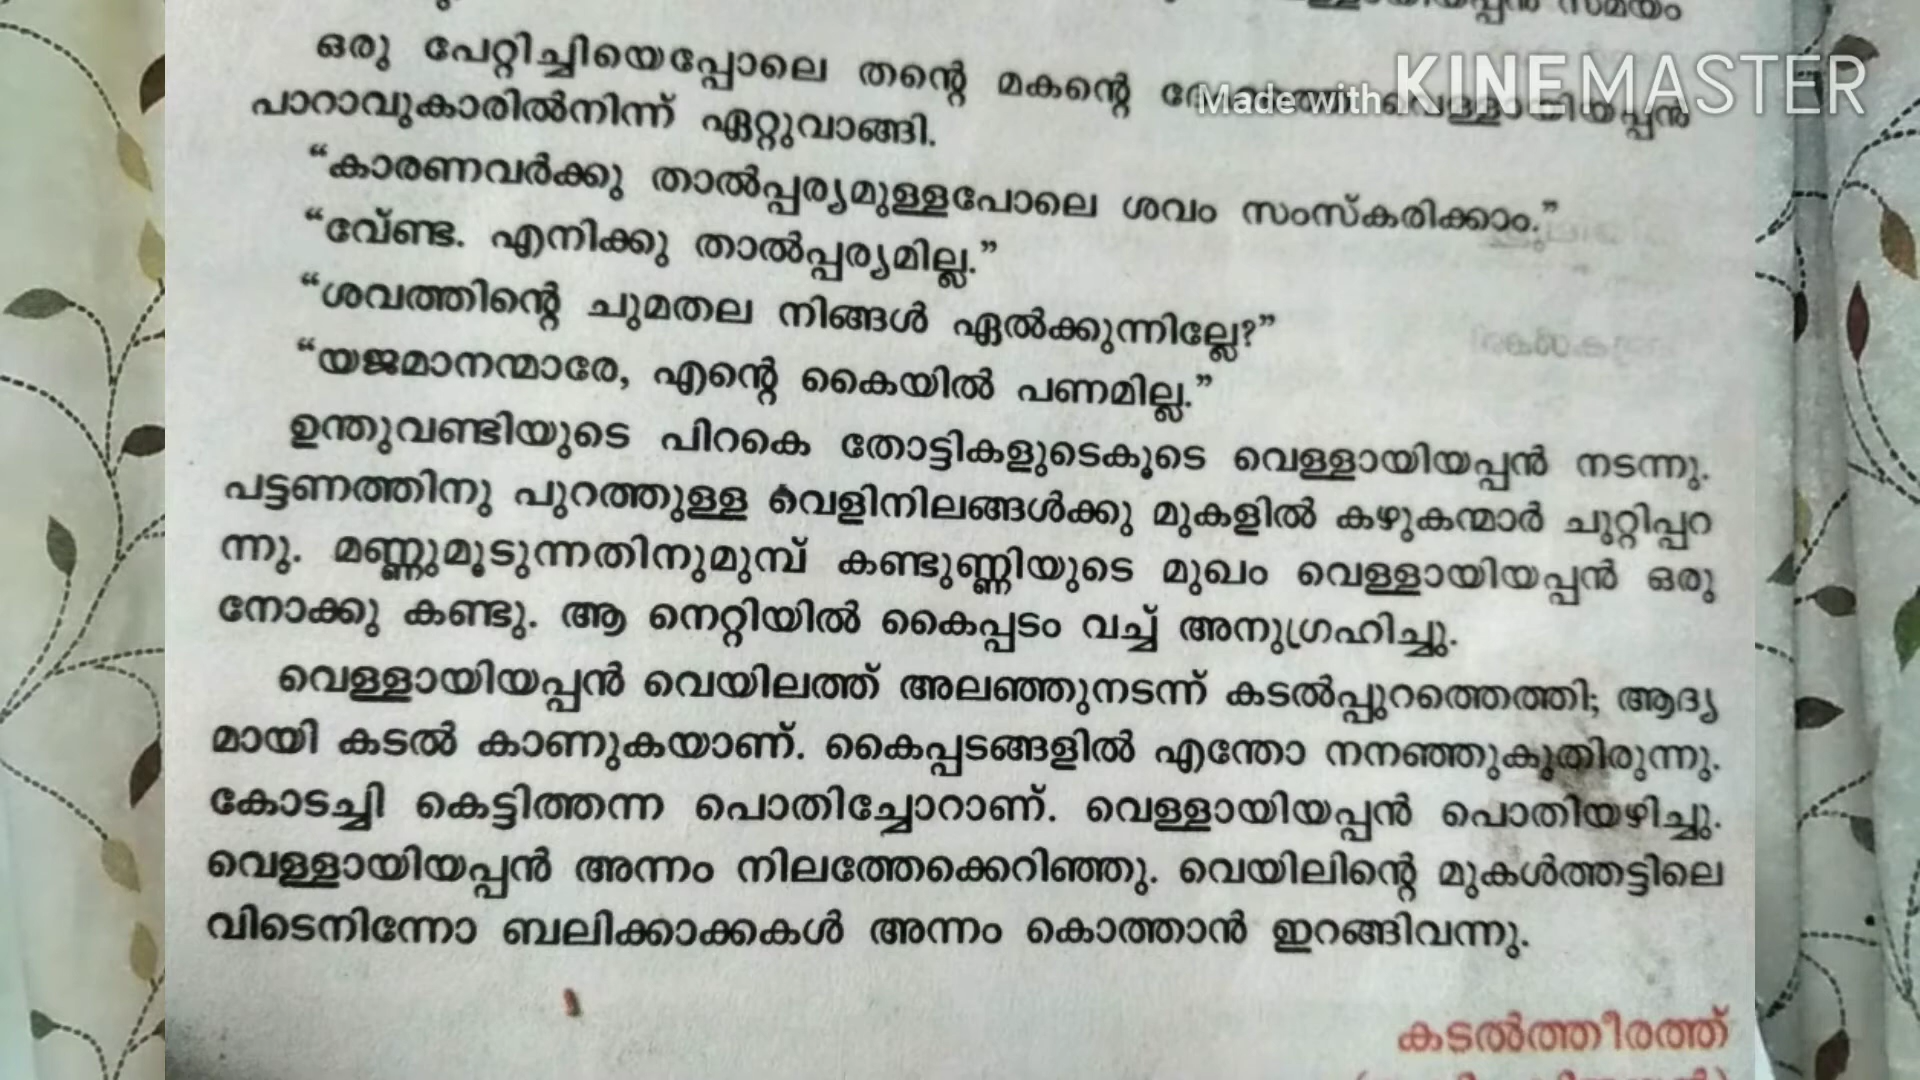 സമയം
ഒരു പേറ്റിച്ചിയെപ്പോലെ തന്റെ മകന്റെ വെള്ളായിയപ്പൻ
Made with KINEMASTER
പാറാവുകാരിൽനിന്ന് ഏറ്റുവാങ്ങി.
“കാരണവർക്കു താൽപ്പര്യമുള്ളപോലെ ശവം സംസ്കരിക്കാം.”
“വേണ്ട. എനിക്കു താൽപ്പര്യമില്ല.”
“ശവത്തിന്റെ ചുമതല നിങ്ങൾ ഏൽക്കുന്നില്ലേ?”
“യജമാനന്മാരേ, എന്റെ കൈയിൽ പണമില്ല.”
ഉന്തുവണ്ടിയുടെ പിറകെ തോട്ടികളുടെകൂടെ വെള്ളായിയപ്പൻ നടന്നു.
പട്ടണത്തിനു പുറത്തുള്ള വെളിനിലങ്ങൾക്കു മുകളിൽ കഴുകന്മാർ ചുറ്റിപ്പറ
ന്നു. മണ്ണുമൂടുന്നതിനുമുമ്പ് കണ്ടുണ്ണിയുടെ മുഖം വെള്ളായിയപ്പൻ ഒരു
നോക്കു കണ്ടു. ആ നെറ്റിയിൽ കൈപ്പടം വച്ച് അനുഗ്രഹിച്ചു.
വെള്ളായിയപ്പൻ വെയിലത്ത് അലഞ്ഞുനടന്ന് കടൽപ്പുറത്തെത്തി; ആദ്യ
മായി കടൽ കാണുകയാണ്. കൈപ്പടങ്ങളിൽ എന്തോ നനഞ്ഞുകുതിരുന്നു.
കോടച്ചി കെട്ടിത്തന്ന പൊതിച്ചോറാണ്. വെള്ളായിയപ്പൻ പൊതിയഴിച്ചു.
വെള്ളായിയപ്പൻ അന്നം നിലത്തേക്കെറിഞ്ഞു. വെയിലിന്റെ മുകൾത്തട്ടിലെ
വിടെനിന്നോ ബലിക്കാക്കകൾ അന്നം കൊത്താൻ ഇറങ്ങിവന്നു.
കടൽത്തീരത്ത്